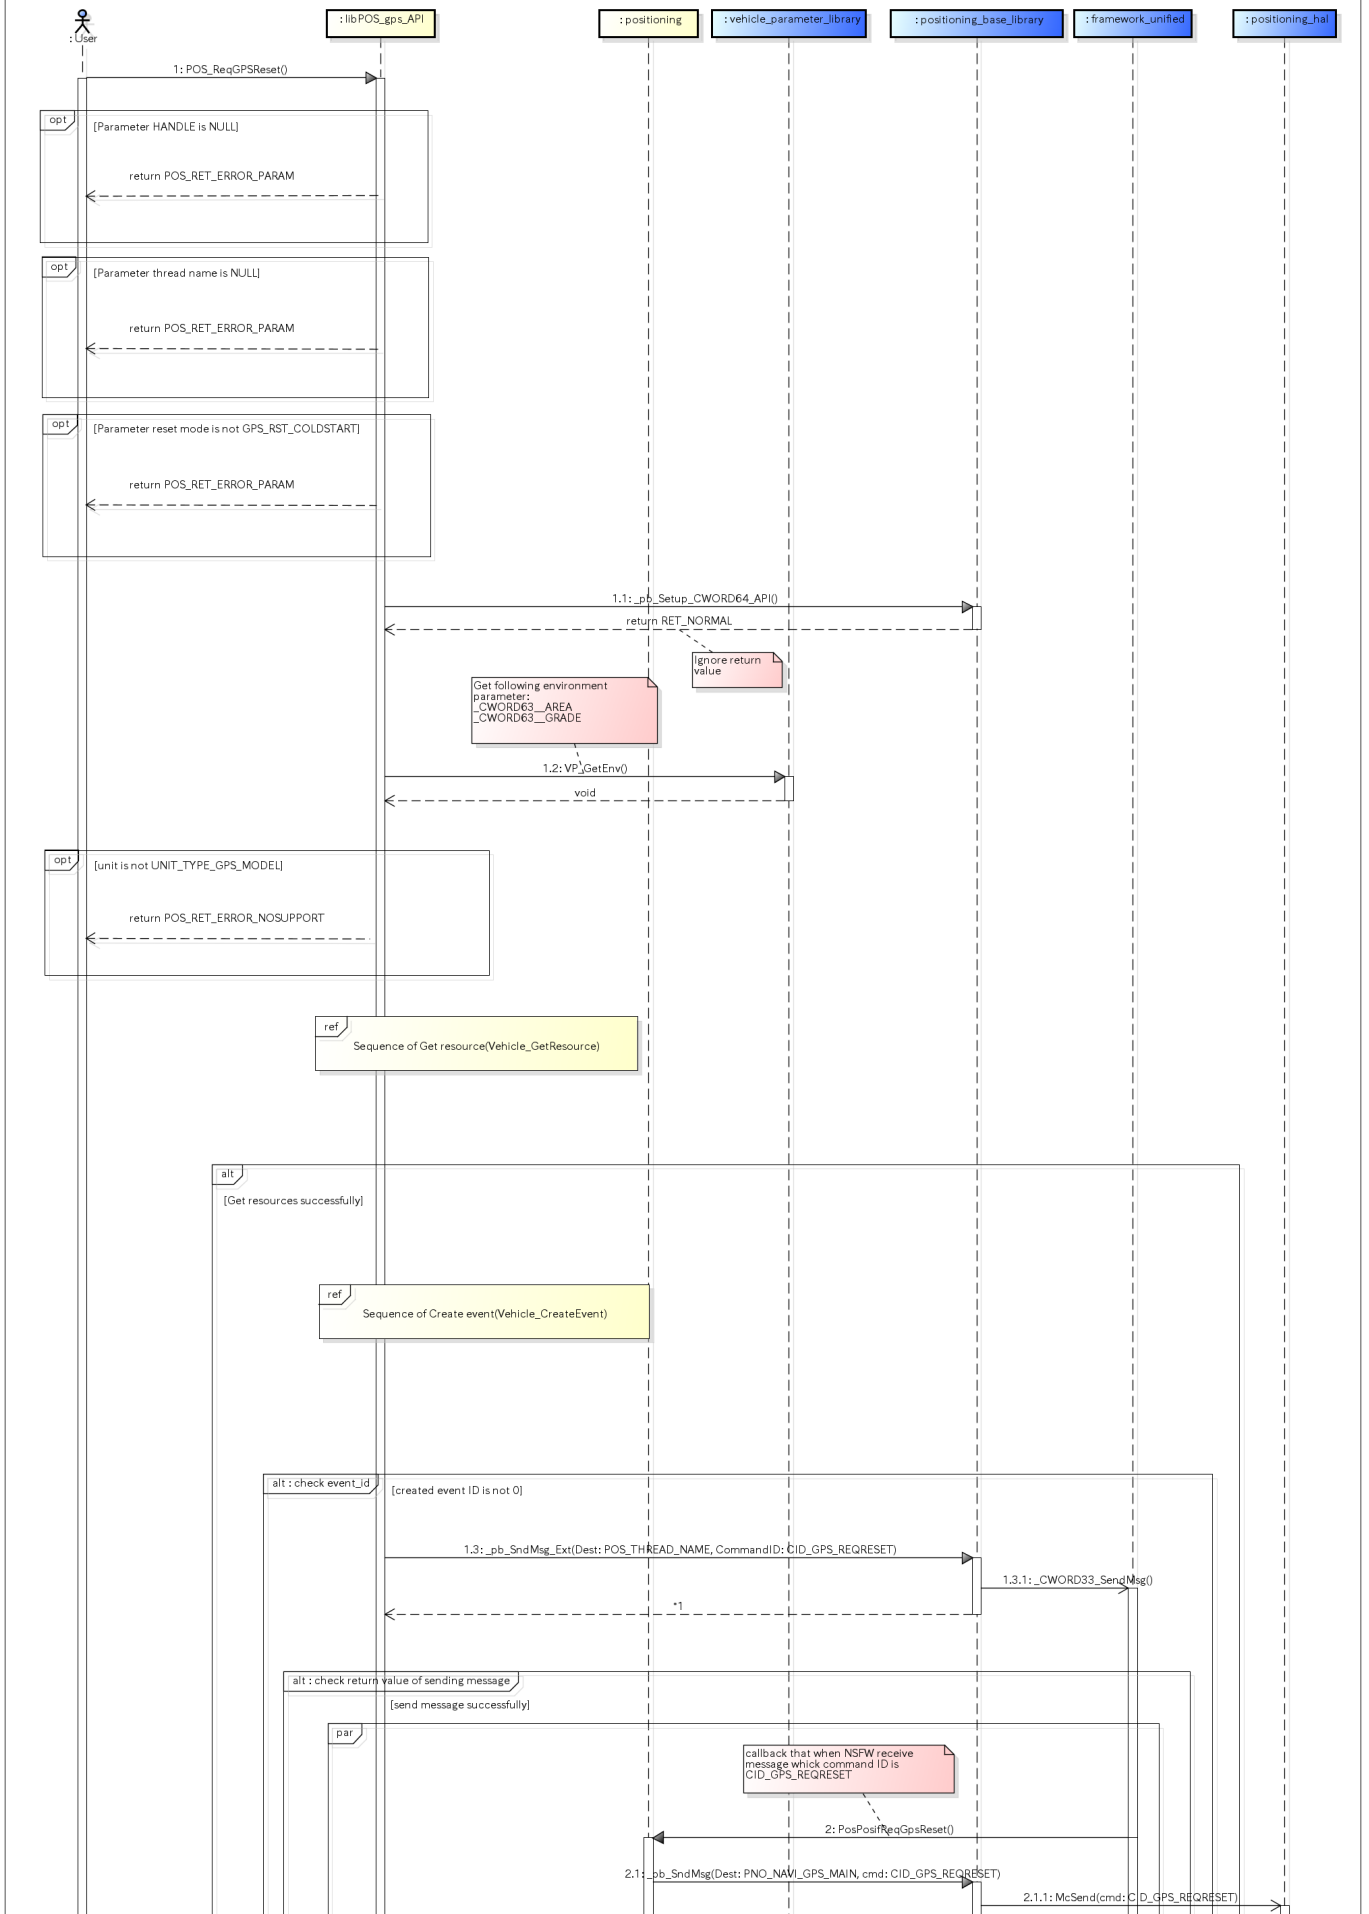 : User
: libPOS_gps_API
: positioning
: vehicle_parameter_library
: positioning_base_library
: framework_unified
: positioning_hal
1: POS_ReqGPSReset()
opt
[Parameter HANDLE is NULL]
return POS_RET_ERROR_PARAM
opt
[Parameter thread name is NULL]
return POS_RET_ERROR_PARAM
opt
[Parameter reset mode is not GPS_RST_COLDSTART]
return POS_RET_ERROR_PARAM
1.1: _pb_Setup_CWORD64_API()
return RET_NORMAL
Ignore return
value
Get following environment
parameter:
_CWORD63__AREA
_CWORD63__GRADE
1.2: VP_GetEnv()
void
opt
[unit is not UNIT_TYPE_GPS_MODEL]
return POS_RET_ERROR_NOSUPPORT
ref
Sequence of Get resource(Vehicle_GetResource)
alt
[Get resources successfully]
ref
Sequence of Create event(Vehicle_CreateEvent)
alt : check event_id
[created event ID is not 0]
1.3: _pb_SndMsg_Ext(Dest: POS_THREAD_NAME, CommandID: CID_GPS_REQRESET)
1.3.1: _CWORD33_SendMsg()
*1
alt : check return value of sending message
[send message successfully]
par
callback that when NSFW receive
message whick command ID is
CID_GPS_REQRESET
2: PosPosifReqGpsReset()
2.1: _pb_SndMsg(Dest: PNO_NAVI_GPS_MAIN, cmd: CID_GPS_REQRESET)
2.1.1: McSend(cmd: CID_GPS_REQRESET)